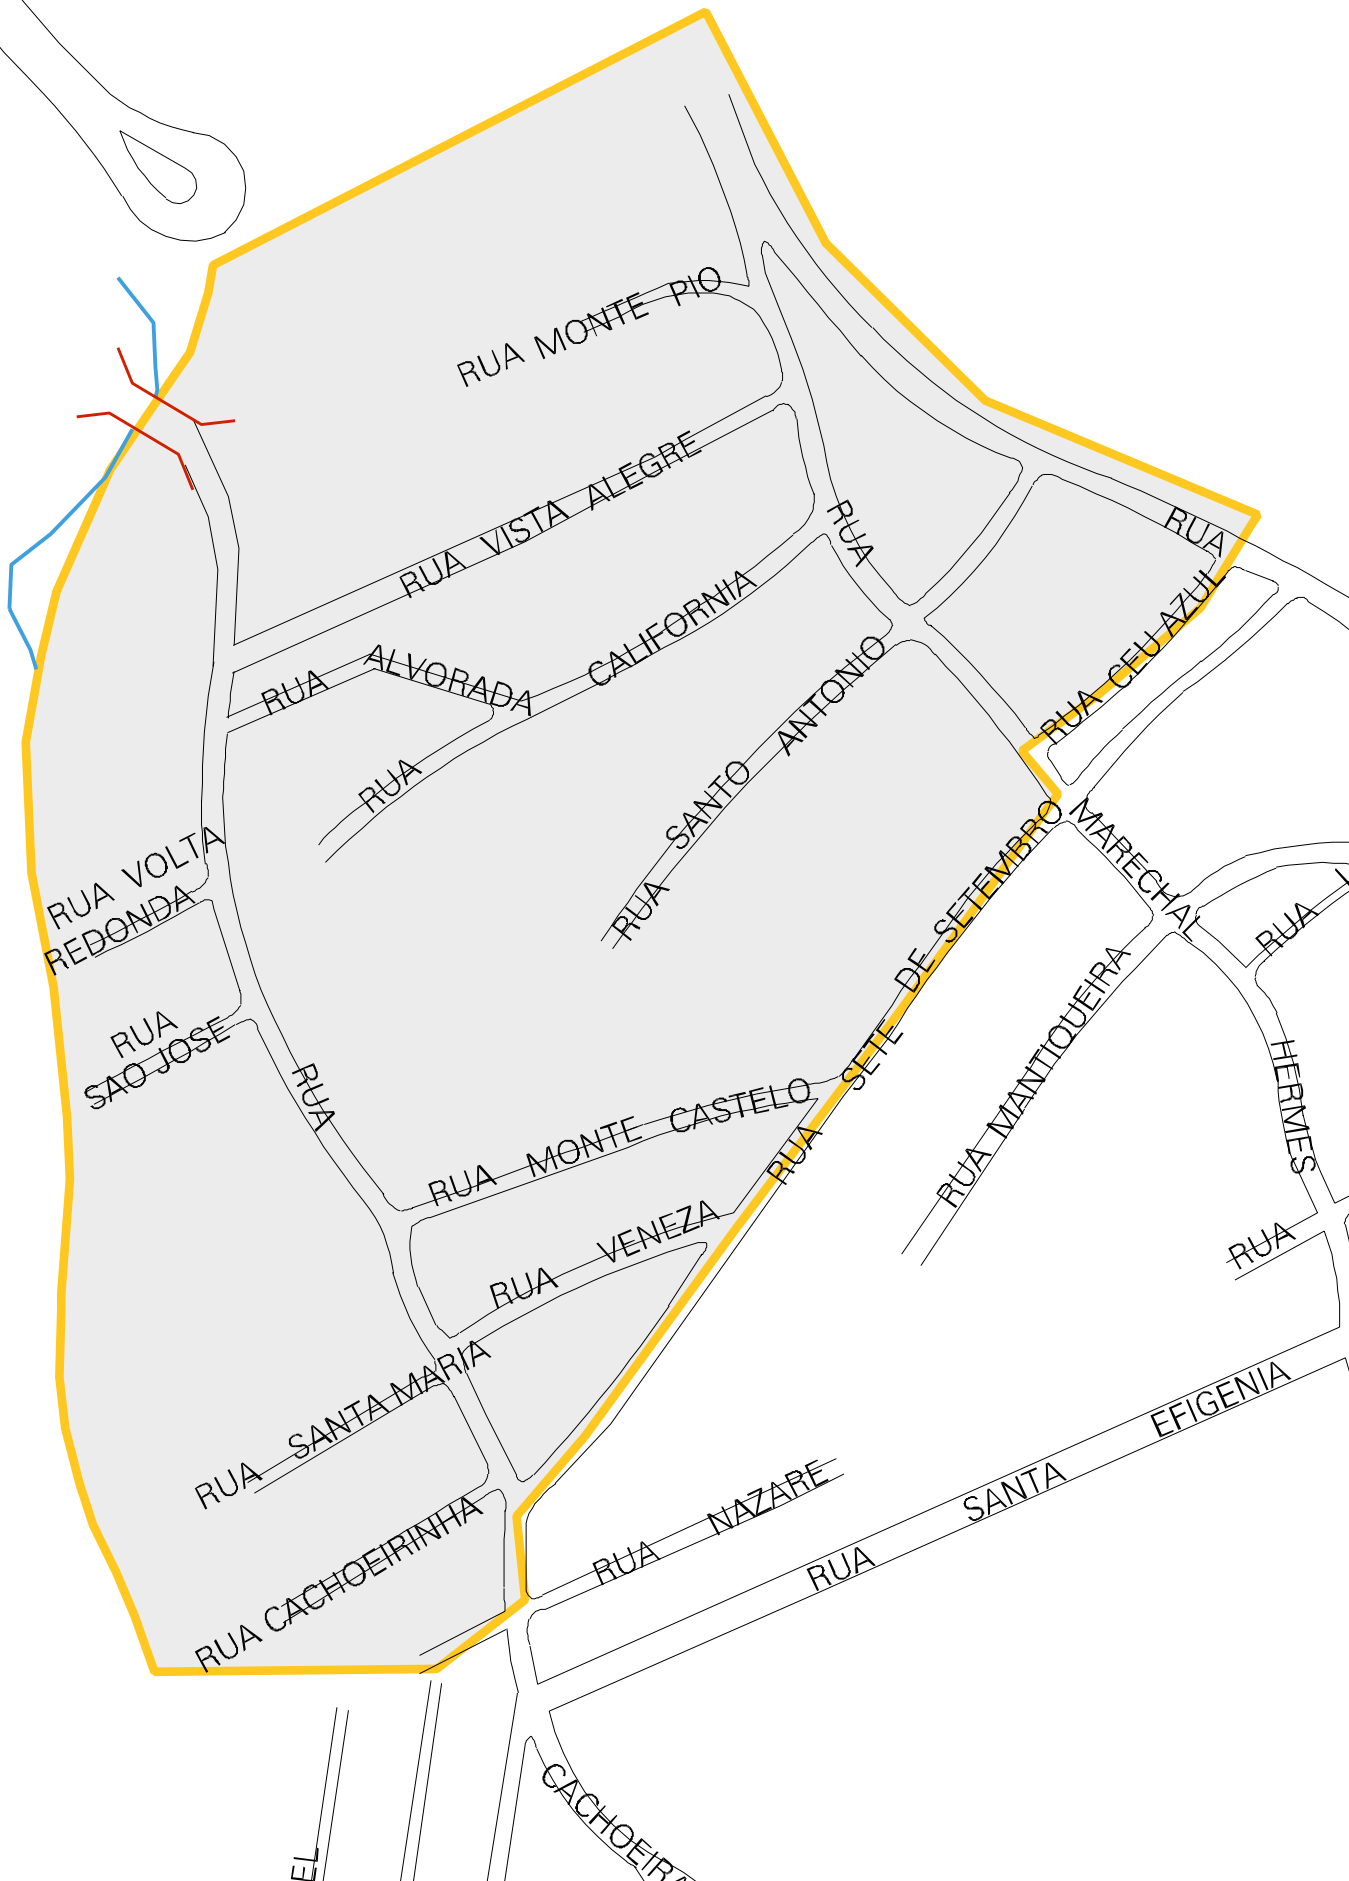 RUA MONTE PIO
RUA VISTA ALEGRE
RUA
RUA
RUA CEU AZUL
RUA ALVORADA
RUA CALIFORNIA
RUA SANTO ANTONIO
RUA VOLTA
REDONDA
RUA
SAO JOSE
RUA
RUA SETE DE SETEMBRO
MARECHAL
HERMES
RUA
RUA MANTIQUEIRA
RUA MONTE CASTELO
RUA VENEZA
RUA
RUA SANTA MARIA
RUA CACHOEIRINHA
RUA NAZARE
RUA SANTA EFIGENIA
CACHOEIRA
EL